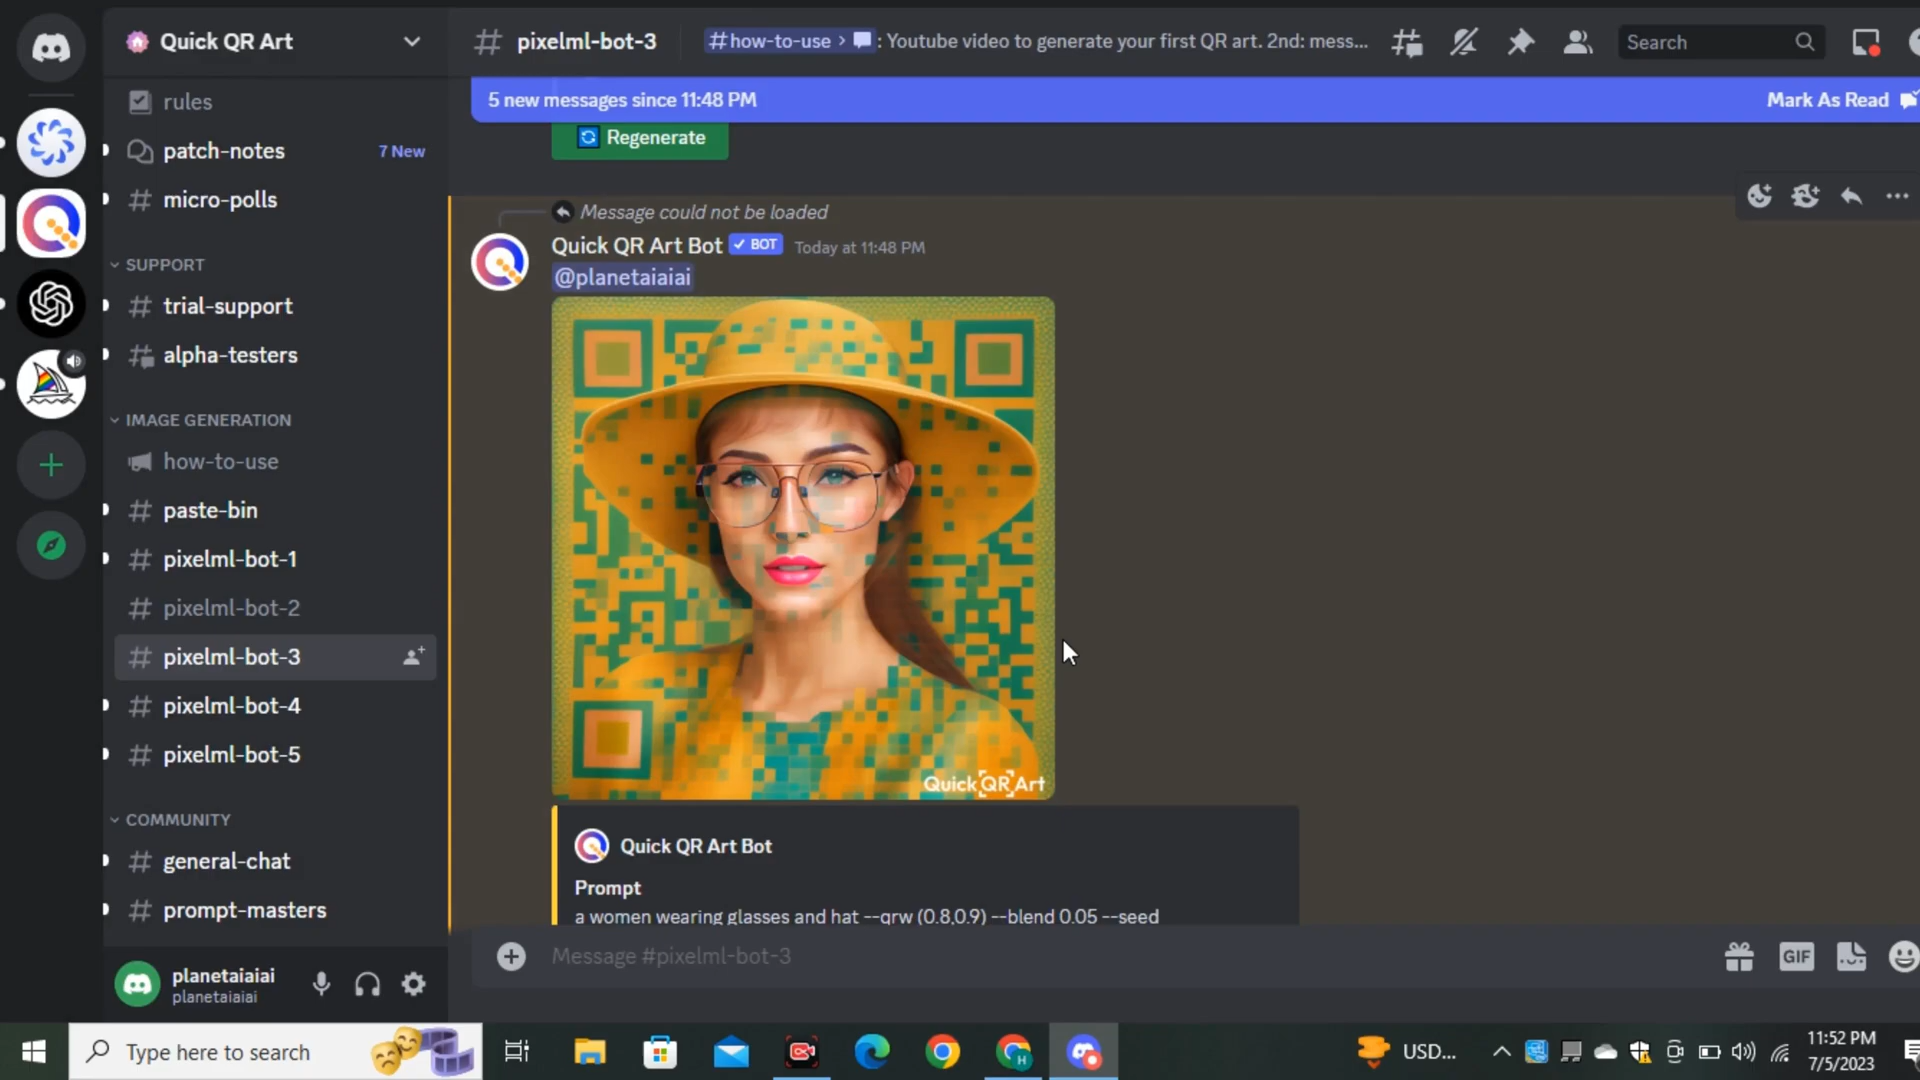 Quick QR Art
pixelml-bot-3
#how-to-use > : Youtube video to generate your first QR art. 2nd: mess...
Search
5 new messages since 11:48 PM
Mark As Read
rules
patch-notes
7 New
micro-polls
SUPPORT
trial-support
alpha-testers
IMAGE GENERATION
how-to-use
paste-bin
pixelml-bot-1
pixelml-bot-2
pixelml-bot-3
pixelml-bot-4
pixelml-bot-5
COMMUNITY
general-chat
prompt-masters
planetaiaiai
planetaiaiai
Regenerate
Message could not be loaded
Quick QR Art Bot BOT Today at 11:48 PM
@planetaiaiai
Quick QR Art
Quick QR Art Bot
Prompt
a women wearing glasses and hat --qrw (0.8,0.9) --blend 0.05 --seed
Message #pixelml-bot-3
GIF
Type here to search
H
USD...
11:52 PM
7/5/2023